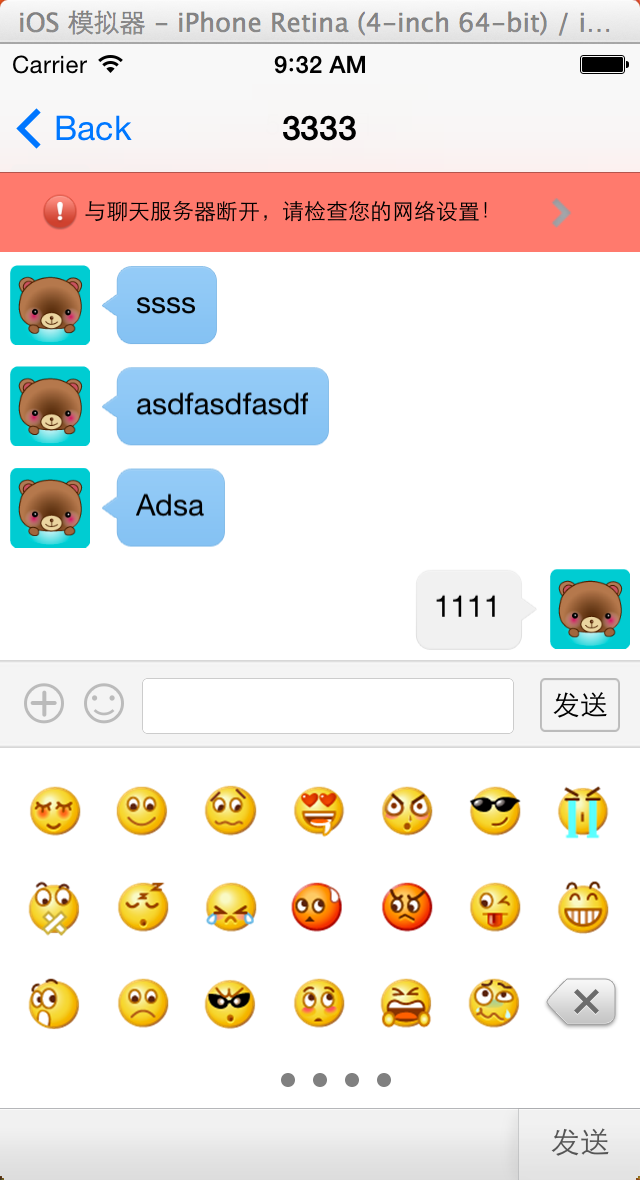 iOS 模拟器 – iPhone Retina (4-inch 64-bit) / i...
Carrier 9:32 AM
Back 3333
与聊天服务器断开，请检查您的网络设置！
ssss
asdfasdfasdf
Adsa
1111
发送
发送